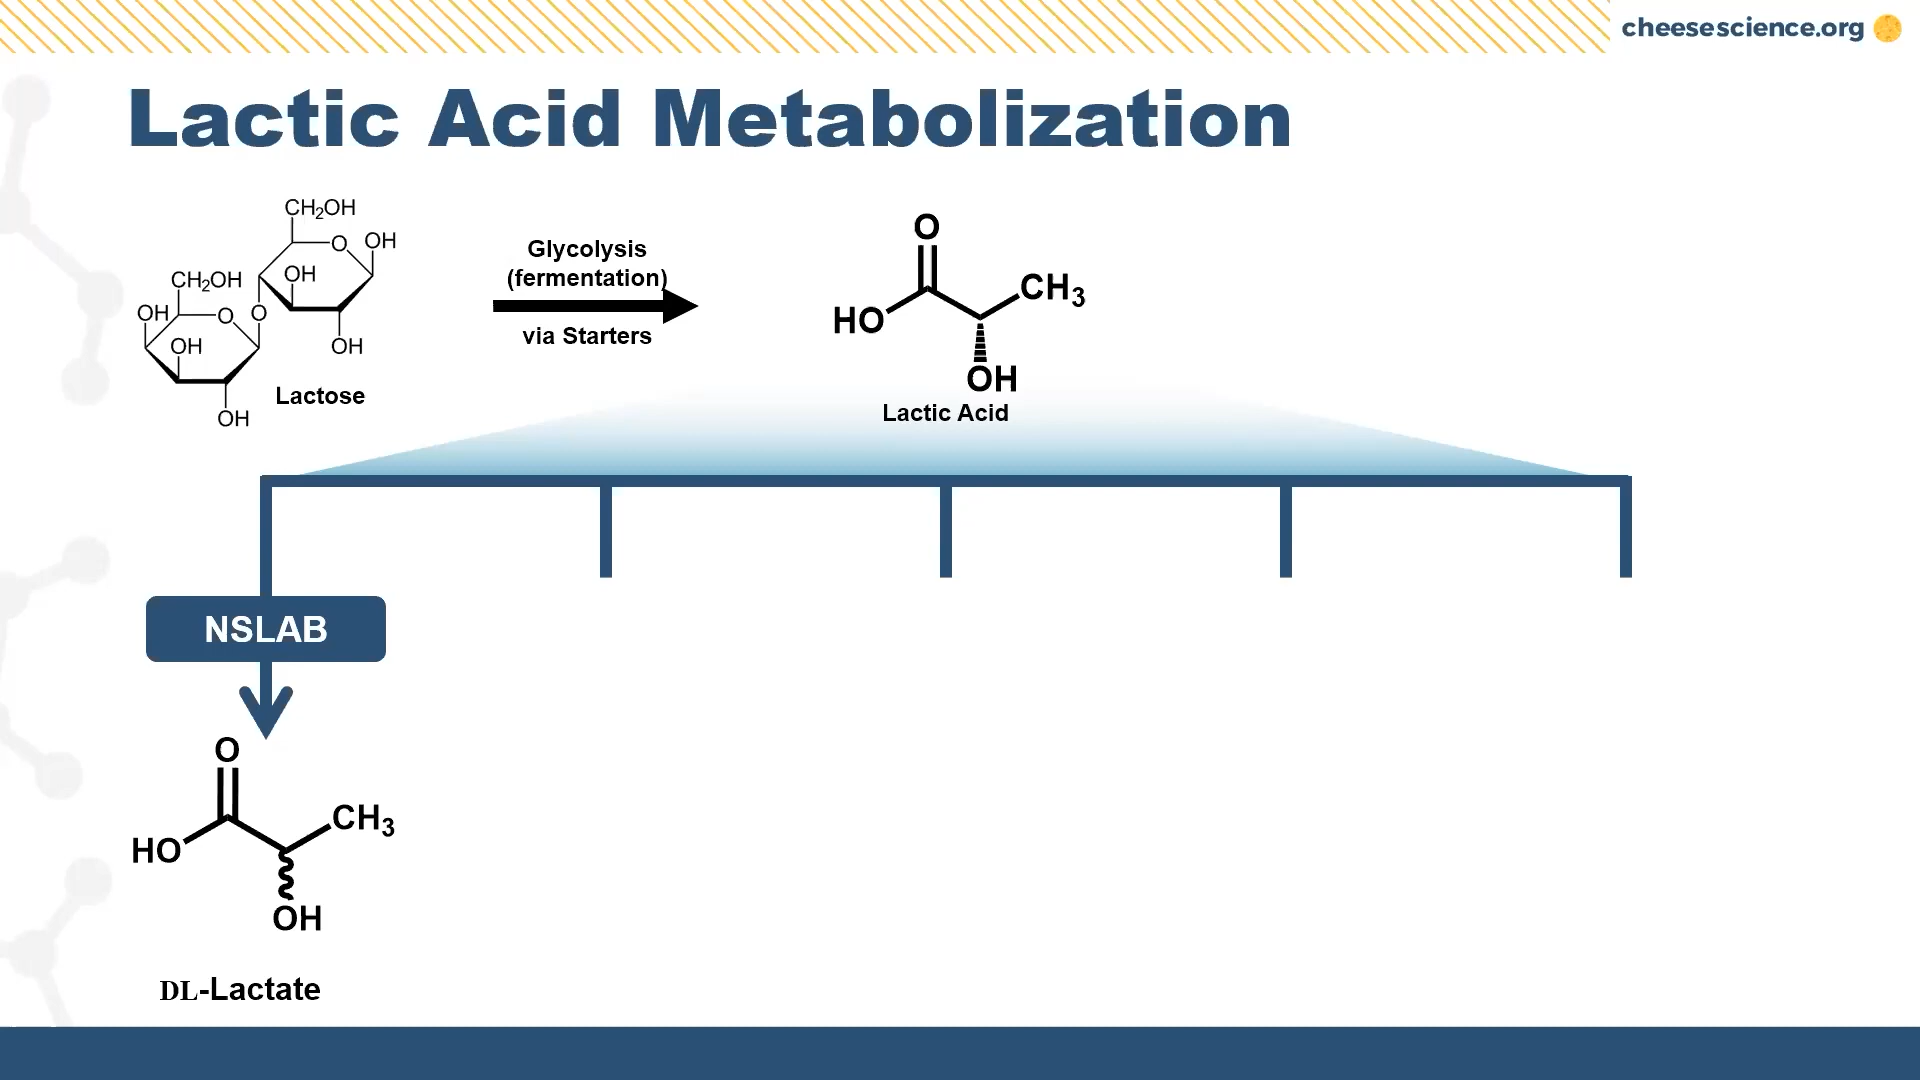 cheesescience.org
Lactic Acid Metabolization
CH₂OH
O
OH
OH
CH₂OH
OH
O
O
OH
OH
OH
Lactose
Glycolysis
(fermentation)
via Starters
O
CH₃
HO
OH
Lactic Acid
NSLAB
O
CH₃
HO
OH
DL-Lactate